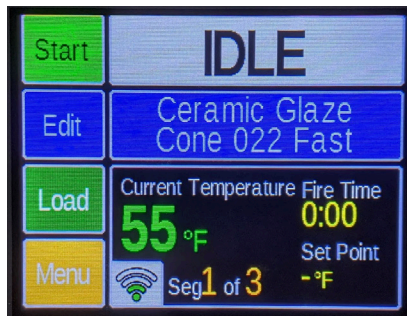 Start
IDLE
Edit
Ceramic Glaze
Cone 022 Fast
Load
Current Temperature
55 °F
Fire Time
0:00
Set Point
- °F
Menu
Seg 1 of 3